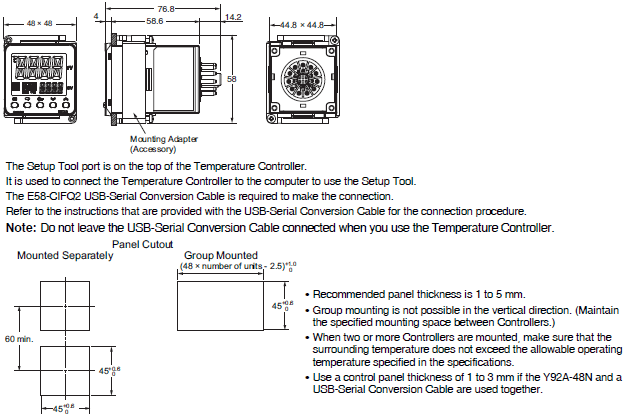 48 × 48
76.8
4
58.6
14.2
44.8 × 44.8
58
Mounting Adapter
(Accessory)
The Setup Tool port is on the top of the Temperature Controller.
It is used to connect the Temperature Controller to the computer to use the Setup Tool.
The E58-CIFQ2 USB-Serial Conversion Cable is required to make the connection.
Refer to the instructions that are provided with the USB-Serial Conversion Cable for the connection procedure.
Note: Do not leave the USB-Serial Conversion Cable connected when you use the Temperature Controller.
Panel Cutout
Mounted Separately
Group Mounted
(48 × number of units - 2.5)+1.0 0
45+0.6 0
60 min.
45+0.6 0
45+0.6 0
• Recommended panel thickness is 1 to 5 mm.
• Group mounting is not possible in the vertical direction. (Maintain
the specified mounting space between Controllers.)
• When two or more Controllers are mounted, make sure that the
surrounding temperature does not exceed the allowable operating
temperature specified in the specifications.
• Use a control panel thickness of 1 to 3 mm if the Y92A-48N and a
USB-Serial Conversion Cable are used together.